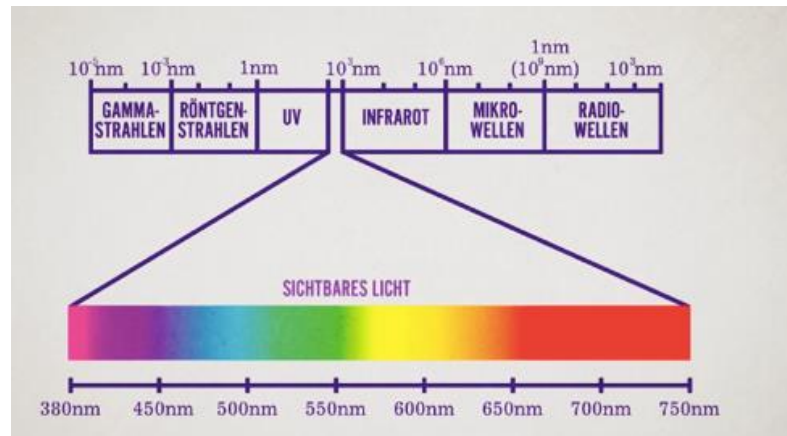 1nm
10⁻⁵nm 10⁻³nm 1nm 10³nm 10⁶nm (10⁹nm) 10³nm
GAMMA-
STRAHLEN
RÖNTGEN-
STRAHLEN
UV
INFRAROT
MIKRO-
WELLEN
RADIO-
WELLEN
SICHTBARES LICHT
380nm 450nm 500nm 550nm 600nm 650nm 700nm 750nm